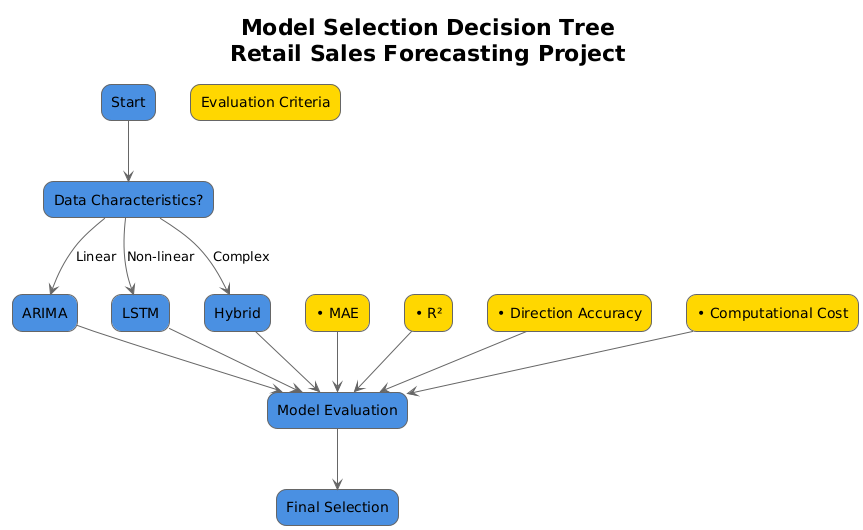 Model Selection Decision Tree
Retail Sales Forecasting Project
Start
Evaluation Criteria
Data Characteristics?
Linear
Non-linear
Complex
ARIMA
LSTM
Hybrid
• MAE
• R²
• Direction Accuracy
• Computational Cost
Model Evaluation
Final Selection